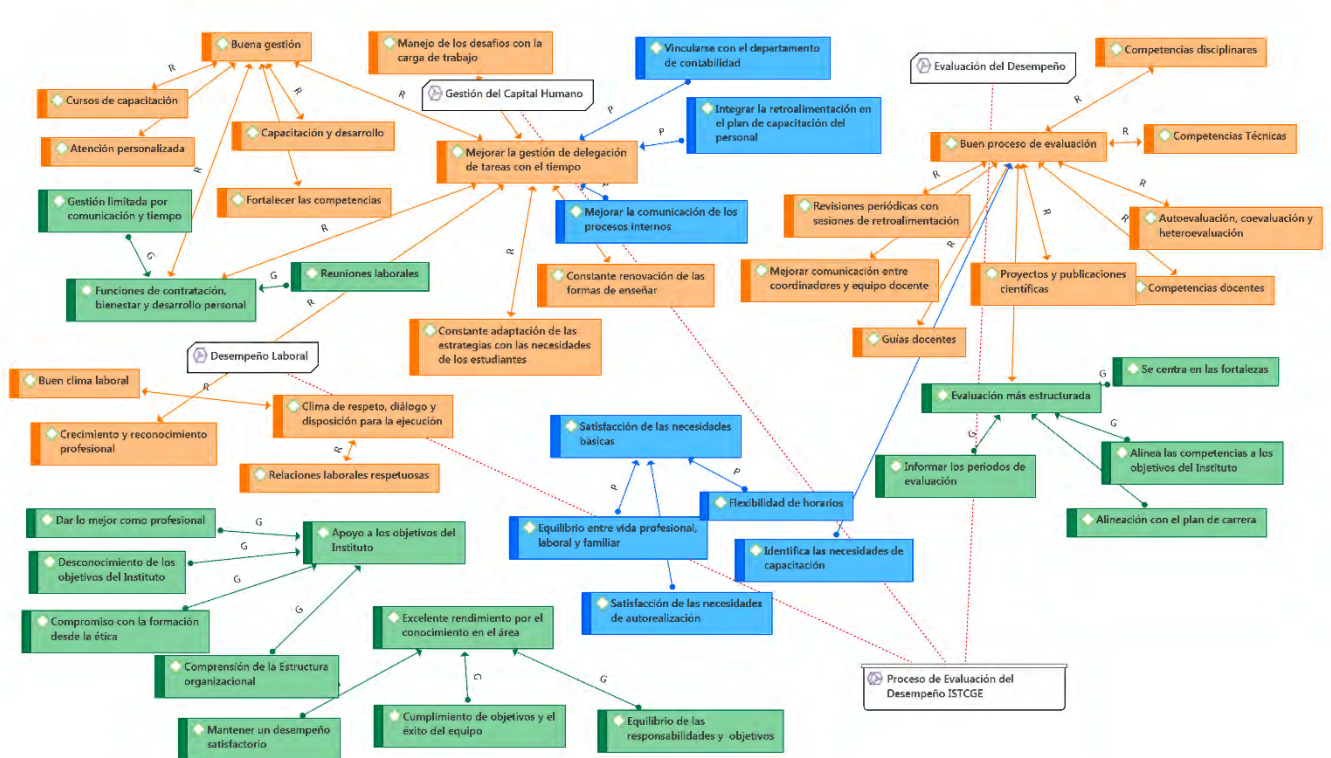 Buena gestión
Manejo de los desafíos con la
carga de trabajo
Vincularse con el departamento
de contabilidad
Evaluación del Desempeño
Competencias disciplinares
R
R
R
R
P
R
Cursos de capacitación
Gestión del Capital Humano
Integrar la retroalimentación en
el plan de capacitación del
personal
P
Capacitación y desarrollo
Atención personalizada
R
Mejorar la gestión de delegación
de tareas con el tiempo
P
Buen proceso de evaluación
R
Competencias Técnicas
Gestión limitada por
comunicación y tiempo
Fortalecer las competencias
R
R
R
R
Revisiones periódicas con
sesiones de retroalimentación
Autoevaluación, coevaluación y
heteroevaluación
Mejorar la comunicación de los
procesos internos
R
R
R
G
G
Reuniones laborales
Funciones de contratación,
bienestar y desarrollo personal
Constante renovación de las
formas de enseñar
Mejorar comunicación entre
coordinadores y equipo docente
Proyectos y publicaciones
científicas
Competencias docentes
R
Constante adaptación de las
estrategias con las necesidades
de los estudiantes
Guías docentes
Desempeño Laboral
Buen clima laboral
R
Clima de respeto, diálogo y
disposición para la ejecución
Se centra en las fortalezas
G
Evaluación más estructurada
Crecimiento y reconocimiento
profesional
R
Satisfacción de las necesidades
básicas
G
G
Relaciones laborales respetuosas
P
P
Informar los períodos de
evaluación
Alinea las competencias a los
objetivos del Instituto
Flexibilidad de horarios
Dar lo mejor como profesional
G
Apoyo a los objetivos del
Instituto
Equilibrio entre vida profesional,
laboral y familiar
Alineación con el plan de carrera
Desconocimiento de los
objetivos del Instituto
G
G
G
Identifica las necesidades de
capacitación
Compromiso con la formación
desde la ética
Excelente rendimiento por el
conocimiento en el área
Satisfacción de las necesidades
de autorealización
Comprensión de la Estructura
organizacional
G
G
Proceso de Evaluación del
Desempeño ISTCGE
Mantener un desempeño
satisfactorio
Cumplimiento de objetivos y el
éxito del equipo
Equilibrio de las
responsabilidades y objetivos